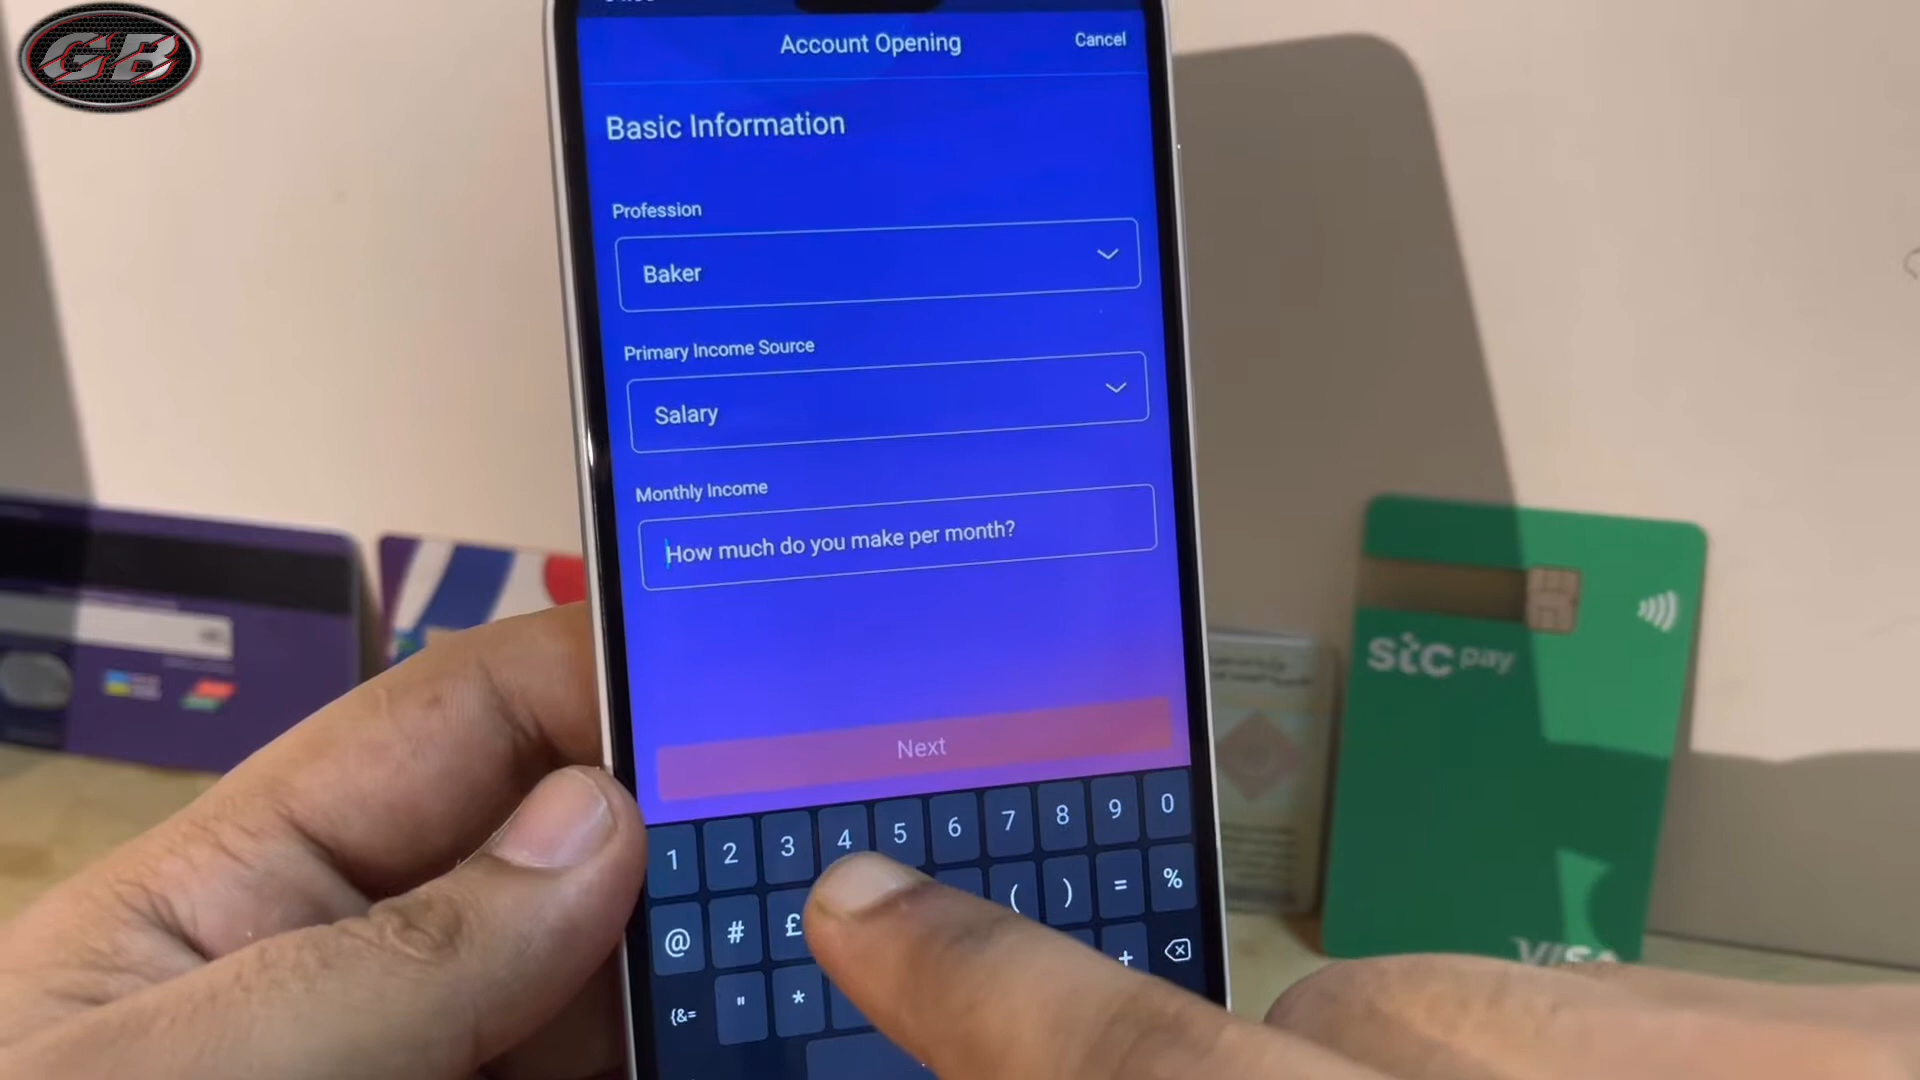 GB
Account Opening
Cancel
Basic Information
Profession
Baker
Primary Income Source
Salary
Monthly Income
How much do you make per month?
Next
1 2 3 4 5 6 7 8 9 0
@ # £ ( ) = %
{&= " * +
stc pay
VISA